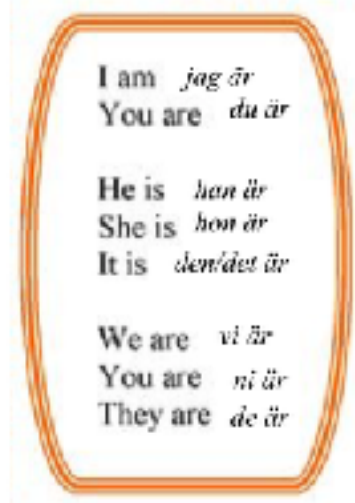 I am jag är
You are du är
He is han är
She is hon är
It is den/det är
We are vi är
You are ni är
They are de är